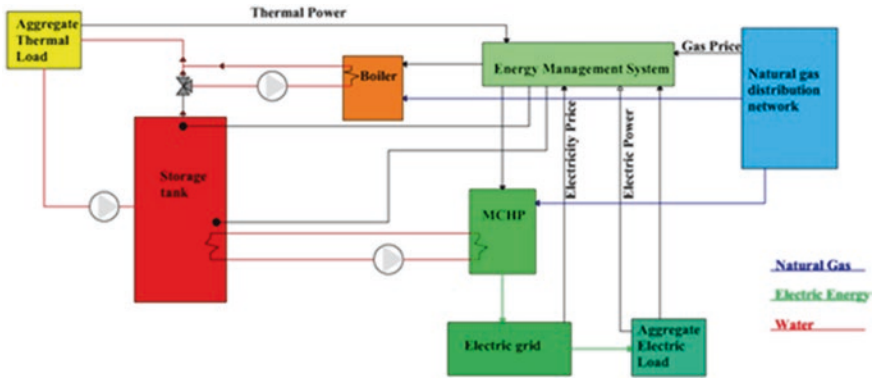 Thermal Power
Aggregate
Thermal
Load
Boiler
Energy Management System
Gas Price
Natural gas
distribution
network
Electricity Price
Electric Power
Storage
tank
MCHP
Natural Gas
Electric Energy
Water
Electric grid
Aggregate
Electric
Load